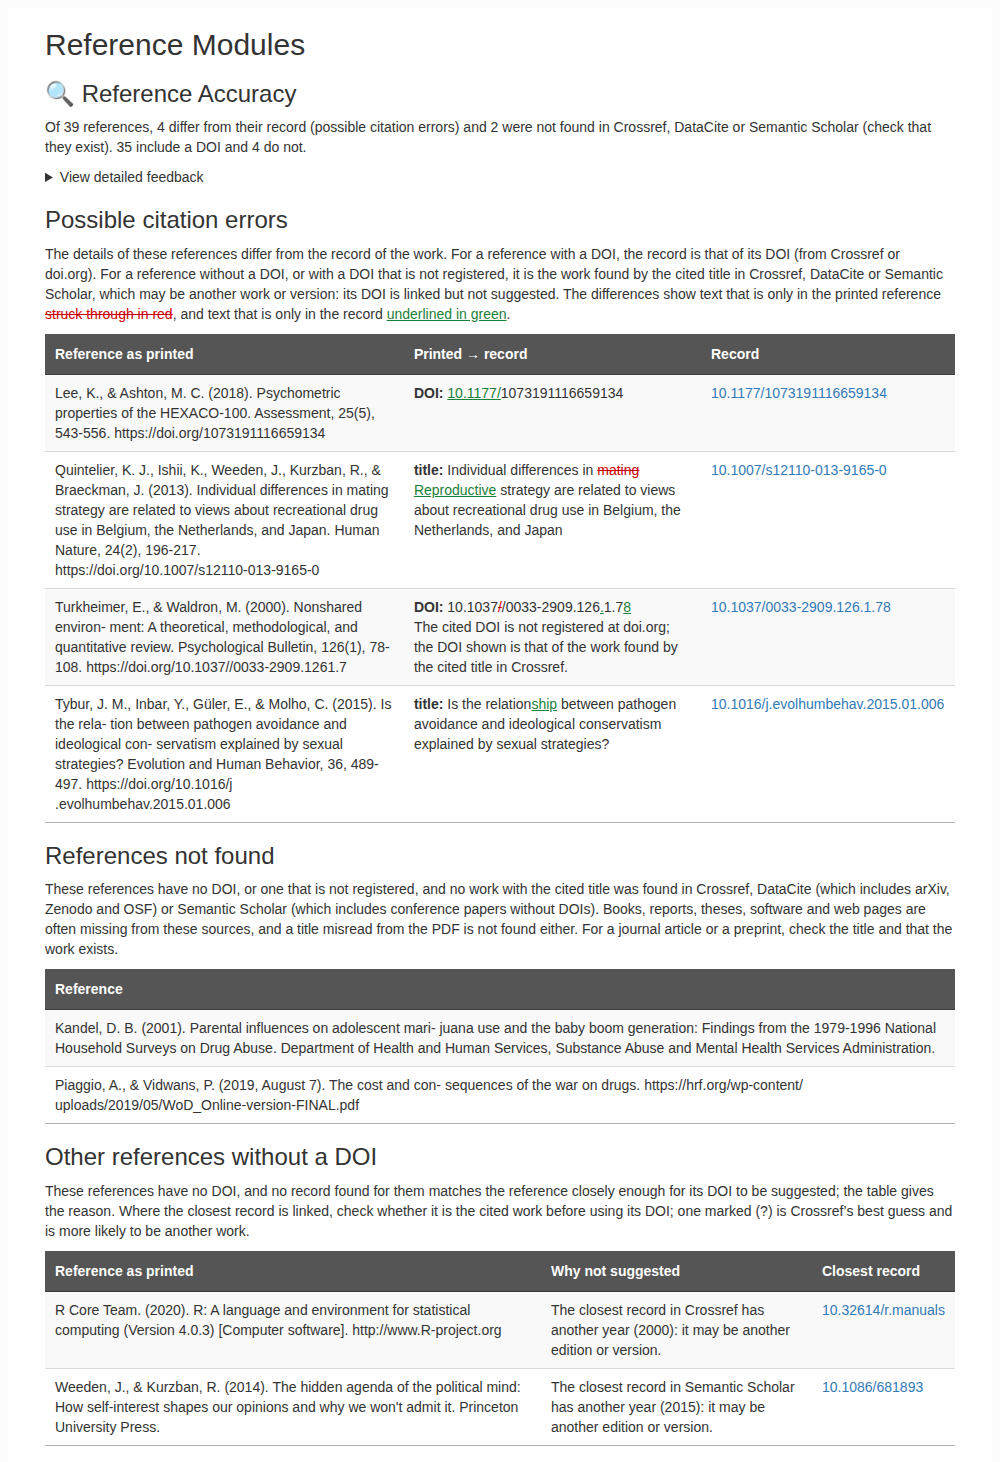 Reference Modules
🔍 Reference Accuracy
Of 39 references, 4 differ from their record (possible citation errors) and 2 were not found in Crossref, DataCite or Semantic Scholar (check that
they exist). 35 include a DOI and 4 do not.
▶ View detailed feedback
Possible citation errors
The details of these references differ from the record of the work. For a reference with a DOI, the record is that of its DOI (from Crossref or
doi.org). For a reference without a DOI, or with a DOI that is not registered, it is the work found by the cited title in Crossref, DataCite or Semantic
Scholar, which may be another work or version: its DOI is linked but not suggested. The differences show text that is only in the printed reference
struck through in red, and text that is only in the record underlined in green.
Reference as printed
Printed → record
Record
Lee, K., & Ashton, M. C. (2018). Psychometric
properties of the HEXACO-100. Assessment, 25(5),
543-556. https://doi.org/1073191116659134
DOI: 10.1177/1073191116659134
10.1177/1073191116659134
Quintelier, K. J., Ishii, K., Weeden, J., Kurzban, R., &
Braeckman, J. (2013). Individual differences in mating
strategy are related to views about recreational drug
use in Belgium, the Netherlands, and Japan. Human
Nature, 24(2), 196-217.
https://doi.org/10.1007/s12110-013-9165-0
title: Individual differences in mating
Reproductive strategy are related to views
about recreational drug use in Belgium, the
Netherlands, and Japan
10.1007/s12110-013-9165-0
Turkheimer, E., & Waldron, M. (2000). Nonshared
environ- ment: A theoretical, methodological, and
quantitative review. Psychological Bulletin, 126(1), 78-
108. https://doi.org/10.1037//0033-2909.1261.7
DOI: 10.1037//0033-2909.126.1.78
The cited DOI is not registered at doi.org;
the DOI shown is that of the work found by
the cited title in Crossref.
10.1037/0033-2909.126.1.78
Tybur, J. M., Inbar, Y., Güler, E., & Molho, C. (2015). Is
the rela- tion between pathogen avoidance and
ideological con- servatism explained by sexual
strategies? Evolution and Human Behavior, 36, 489-
497. https://doi.org/10.1016/j
.evolhumbehav.2015.01.006
title: Is the relationship between pathogen
avoidance and ideological conservatism
explained by sexual strategies?
10.1016/j.evolhumbehav.2015.01.006
References not found
These references have no DOI, or one that is not registered, and no work with the cited title was found in Crossref, DataCite (which includes arXiv,
Zenodo and OSF) or Semantic Scholar (which includes conference papers without DOIs). Books, reports, theses, software and web pages are
often missing from these sources, and a title misread from the PDF is not found either. For a journal article or a preprint, check the title and that the
work exists.
Reference
Kandel, D. B. (2001). Parental influences on adolescent mari- juana use and the baby boom generation: Findings from the 1979-1996 National
Household Surveys on Drug Abuse. Department of Health and Human Services, Substance Abuse and Mental Health Services Administration.
Piaggio, A., & Vidwans, P. (2019, August 7). The cost and con- sequences of the war on drugs. https://hrf.org/wp-content/
uploads/2019/05/WoD_Online-version-FINAL.pdf
Other references without a DOI
These references have no DOI, and no record found for them matches the reference closely enough for its DOI to be suggested; the table gives
the reason. Where the closest record is linked, check whether it is the cited work before using its DOI; one marked (?) is Crossref's best guess and
is more likely to be another work.
Reference as printed
Why not suggested
Closest record
R Core Team. (2020). R: A language and environment for statistical
computing (Version 4.0.3) [Computer software]. http://www.R-project.org
The closest record in Crossref has
another year (2000): it may be another
edition or version.
10.32614/r.manuals
Weeden, J., & Kurzban, R. (2014). The hidden agenda of the political mind:
How self-interest shapes our opinions and why we won't admit it. Princeton
University Press.
The closest record in Semantic Scholar
has another year (2015): it may be
another edition or version.
10.1086/681893